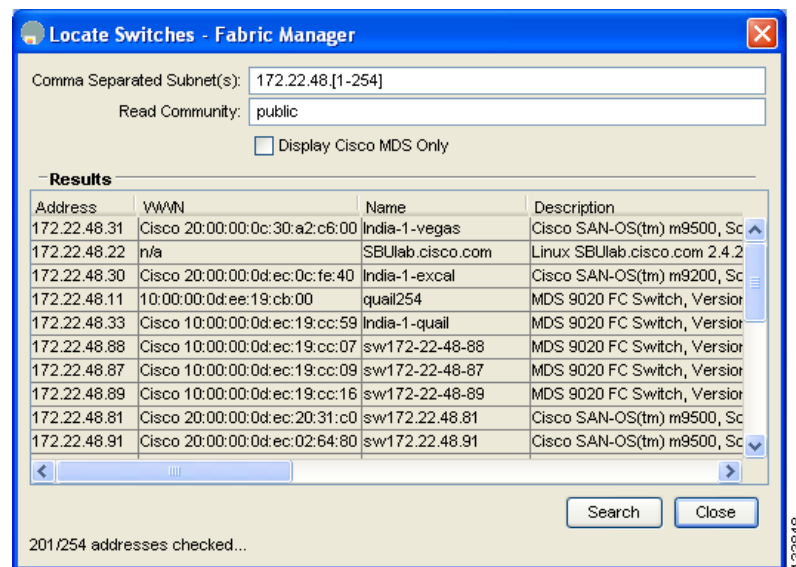 Locate Switches - Fabric Manager
Comma Separated Subnet(s): 172.22.48.[1-254]
Read Community: public
Display Cisco MDS Only
Results
Address WWN Name Description
172.22.48.31 Cisco 20:00:00:0c:30:a2:c6:00 India-1-vegas Cisco SAN-OS(tm) m9500, Sc
172.22.48.22 n/a SBUlab.cisco.com Linux SBUlab.cisco.com 2.4.2
172.22.48.30 Cisco 20:00:00:0d:ec:0c:fe:40 India-1-excal Cisco SAN-OS(tm) m9200, Sc
172.22.48.11 10:00:00:0d:ee:19:cb:00 quail254 MDS 9020 FC Switch, Version
172.22.48.33 Cisco 10:00:00:0d:ec:19:cc:59 India-1-quail MDS 9020 FC Switch, Version
172.22.48.88 Cisco 10:00:00:0d:ec:19:cc:07 sw172-22-48-88 MDS 9020 FC Switch, Version
172.22.48.87 Cisco 10:00:00:0d:ec:19:cc:09 sw172-22-48-87 MDS 9020 FC Switch, Version
172.22.48.89 Cisco 10:00:00:0d:ec:19:cc:16 sw172-22-48-89 MDS 9020 FC Switch, Version
172.22.48.81 Cisco 20:00:00:0d:ec:20:31:c0 sw172.22.48.81 Cisco SAN-OS(tm) m9500, Sc
172.22.48.91 Cisco 20:00:00:0d:ec:02:64:80 sw172.22.48.91 Cisco SAN-OS(tm) m9500, Sc
Search Close
201/254 addresses checked...